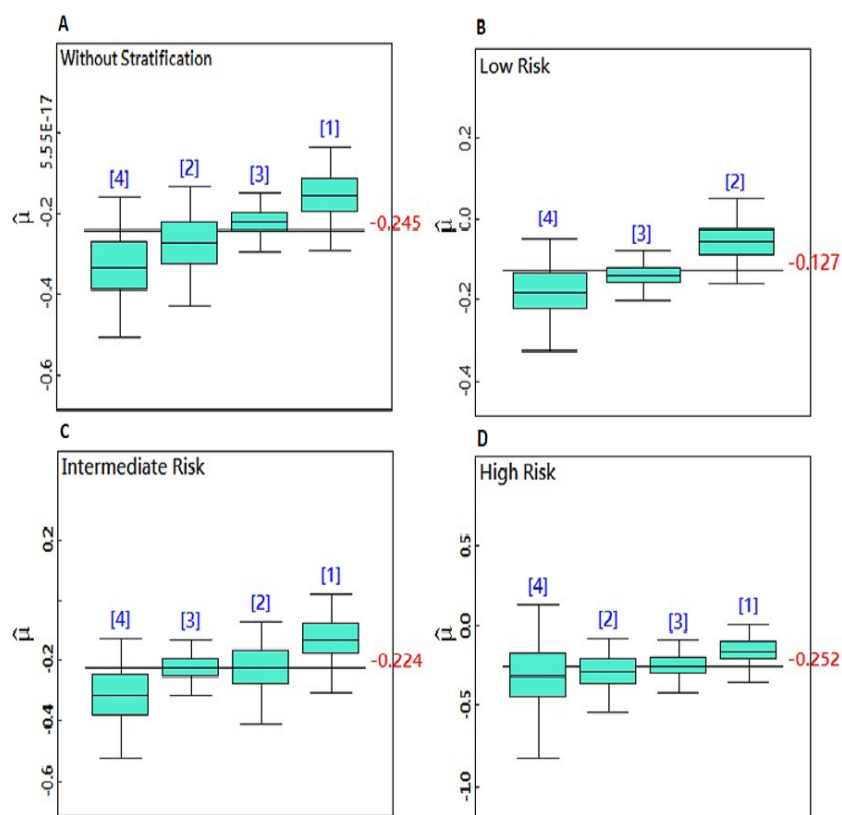 A
Without Stratification
5.55E-17
-0.2
-0.4
-0.6
μ̂
[4]
[2]
[3]
[1]
-0.245
B
Low Risk
0.2
0.0
-0.2
-0.4
μ̂
[4]
[3]
[2]
-0.127
C
Intermediate Risk
0.2
-0.2
-0.4
-0.6
μ̂
[4]
[3]
[2]
[1]
-0.224
D
High Risk
0.5
0.0
-0.5
-1.0
μ̂
[4]
[2]
[3]
[1]
-0.252